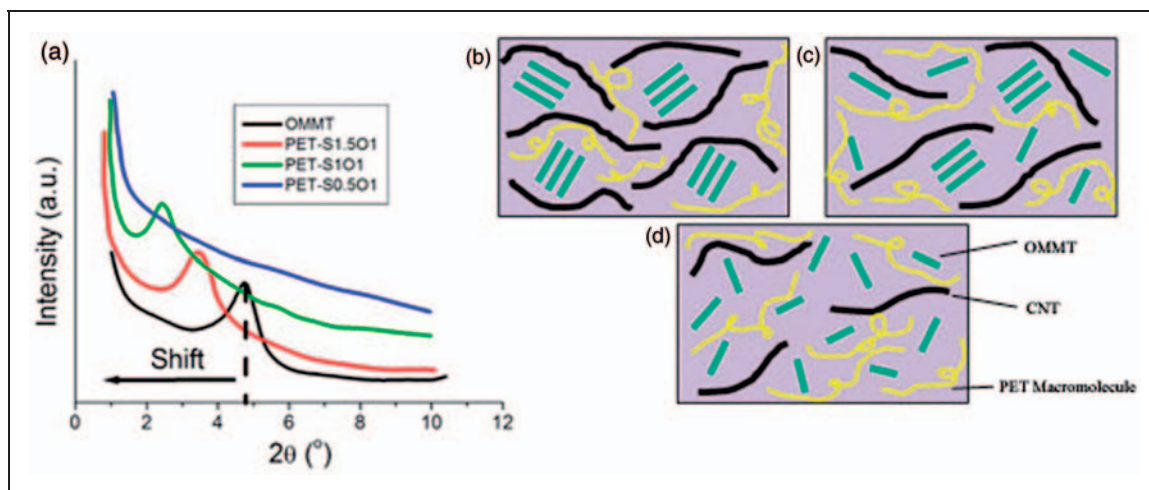 (a)
Intensity (a.u.)
OMMT
PET-S1.5O1
PET-S1O1
PET-S0.5O1
Shift
0 2 4 6 8 10 12
2θ (°)
(b)
(c)
(d)
OMMT
CNT
PET Macromolecule